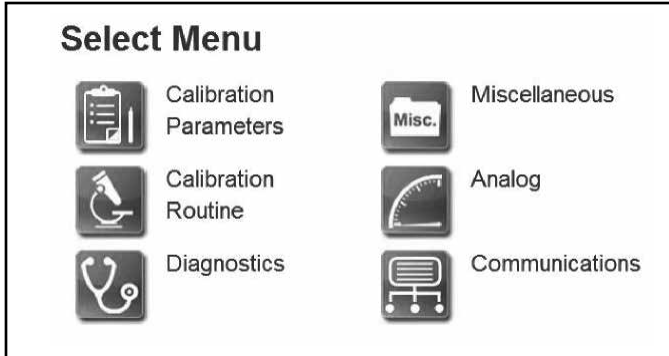 Select Menu
Calibration
Parameters
Calibration
Routine
Diagnostics
Misc.
Miscellaneous
Analog
Communications